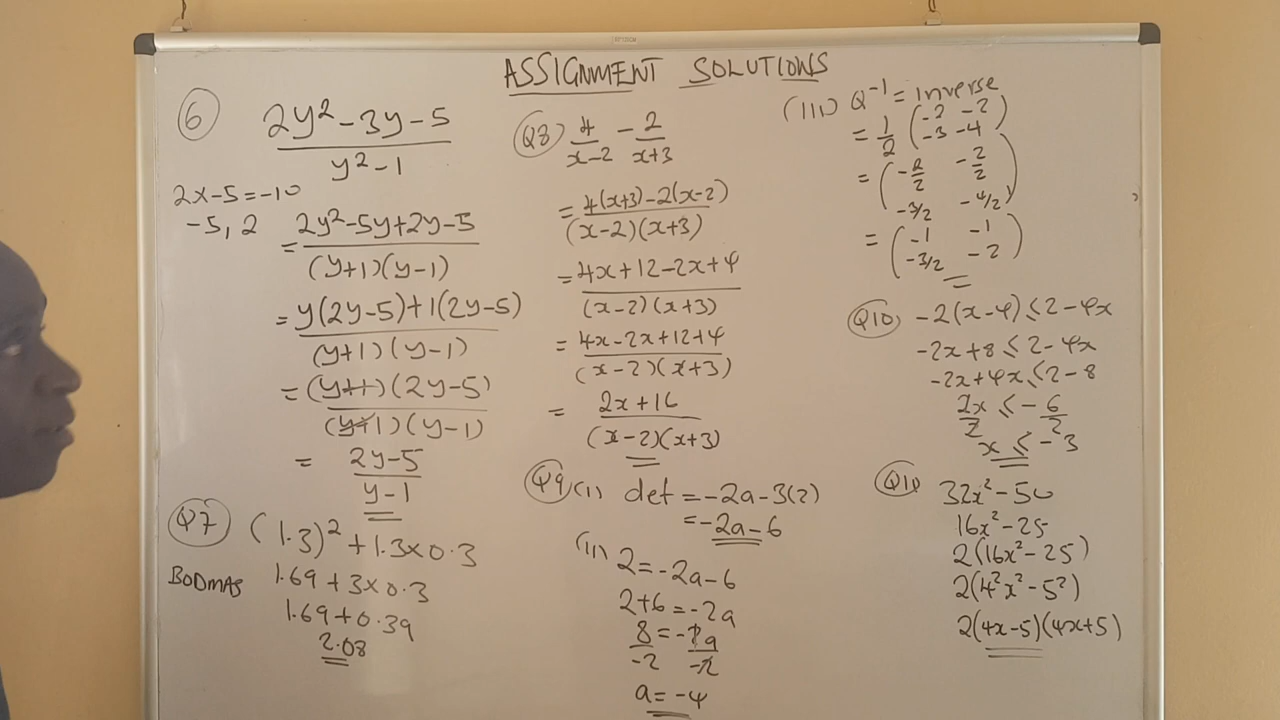 ASSIGNMENT SOLUTIONS
6
2y²-3y-5
y²-1
2x-5=-10
-5, 2
= 2y²-5y+2y-5
(y+1)(y-1)
= y(2y-5)+1(2y-5)
(y+1)(y-1)
= (y+1)(2y-5)
(y+1)(y-1)
= 2y-5
y-1
Q7
(1.3)²+1.3×0.3
BODMAS
1.69+3×0.3
1.69+0.39
2.08
Q8
4/x-2 - 2/x+3
= 4(x+3)-2(x-2)
(x-2)(x+3)
= 4x+12-2x+4
(x-2)(x+3)
= 4x-2x+12+4
(x-2)(x+3)
= 2x+16
(x-2)(x+3)
Q9 (i) det = -2a-3(2)
= -2a-6
(ii) 2=-2a-6
2+6=-2a
8/-2 = -2a/-2
a=-4
(iii) Q⁻¹ = inverse
= 1/2 (-2 -2
-3 -4)
= (-2/2 -2/2
-3/2 -4/2)
= (-1 -1
-3/2 -2)
Q10 -2(x-4)≤2-4x
-2x+8≤2-4x
-2x+4x≤2-8
2x/2 ≤ -6/2
x ≤ -3
32x²-50
16x²-25
2(16x²-25)
2(4²x²-5²)
2(4x-5)(4x+5)